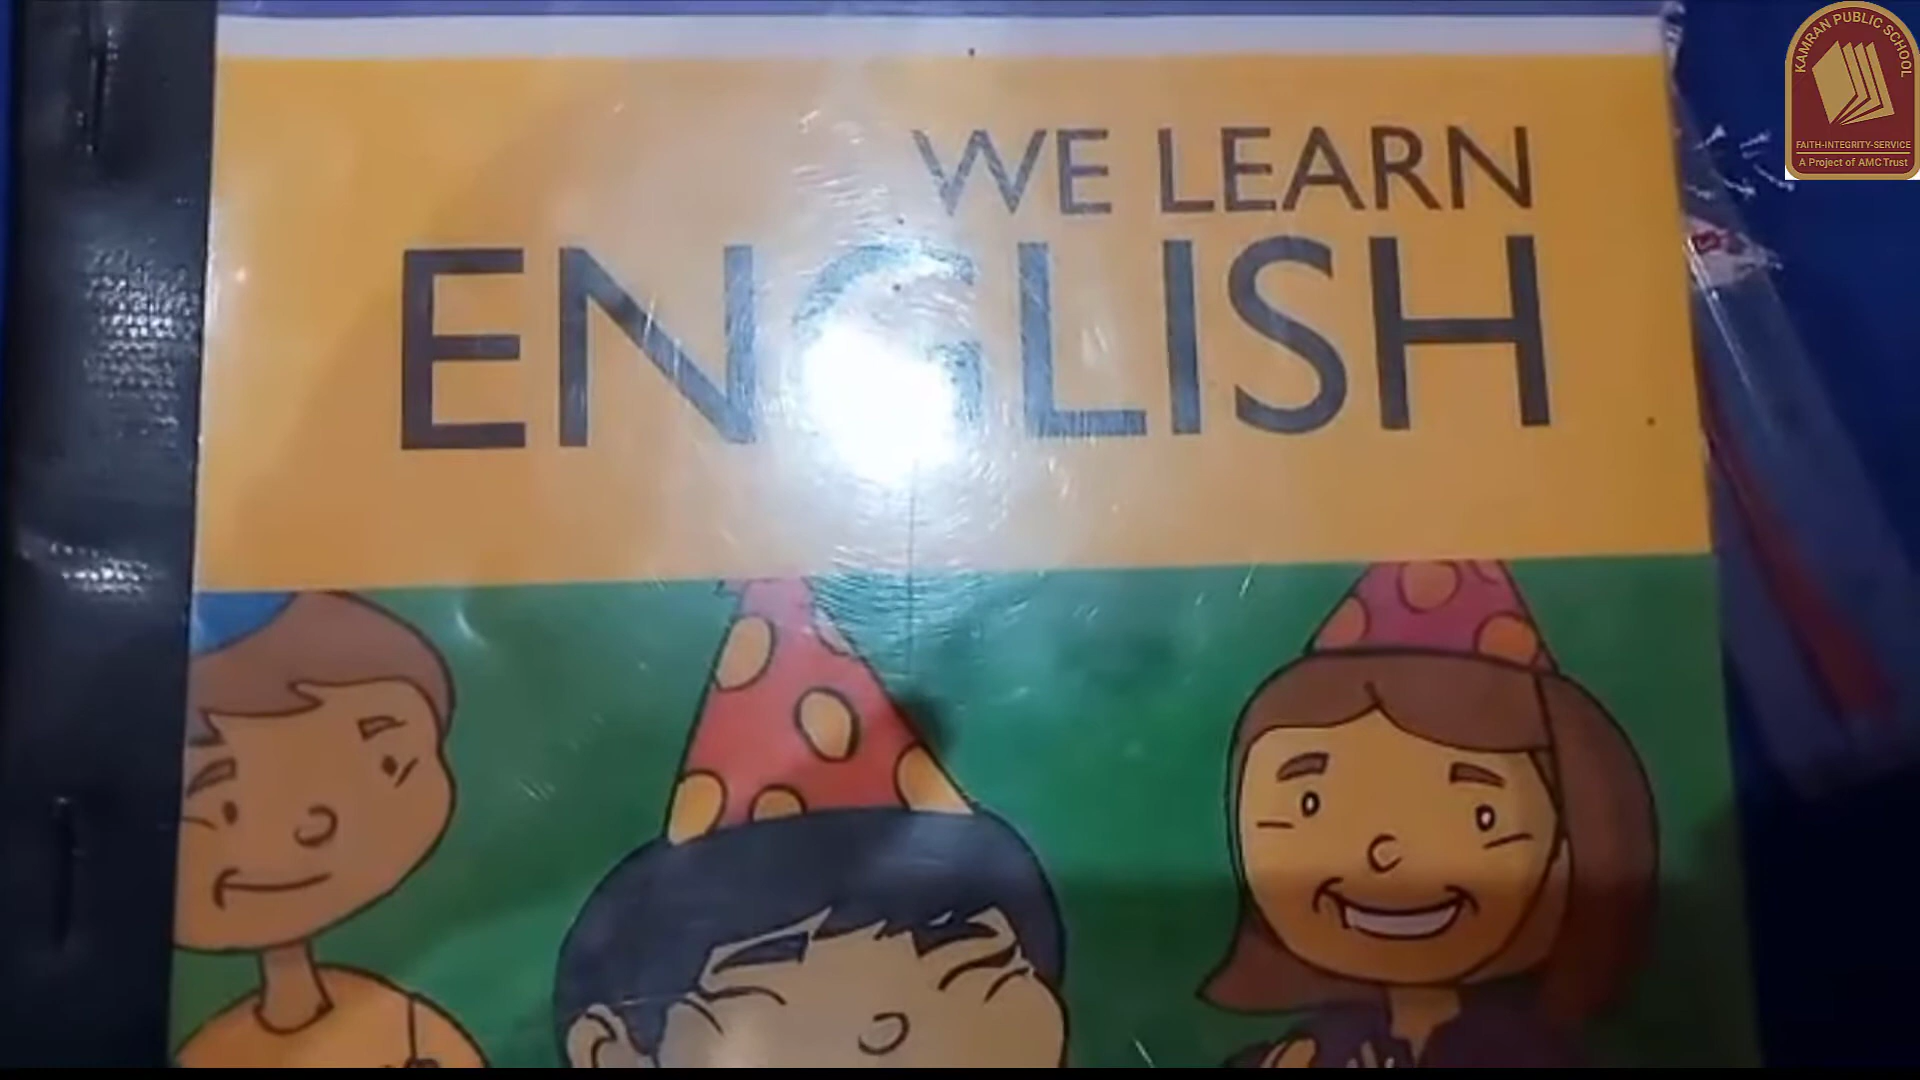 WE LEARN
ENGLISH
KAMRAN PUBLIC SCHOOL
FAITH-INTEGRITY-SERVICE
A Project of AMC Trust